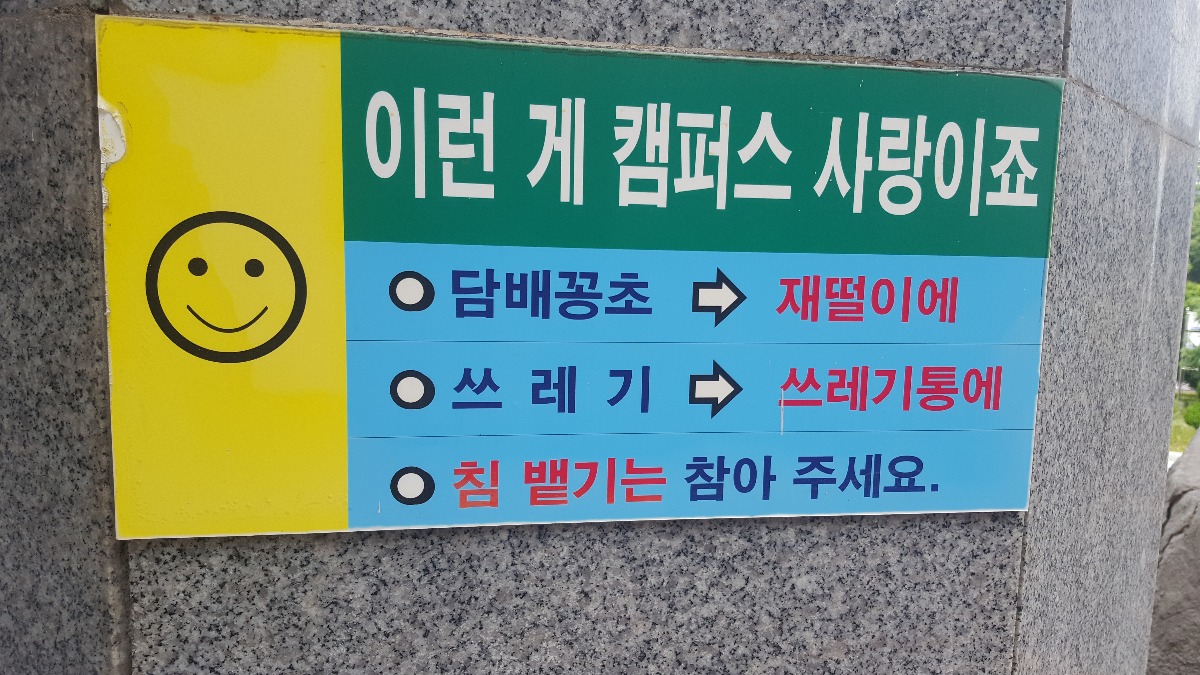 이런 게 캠퍼스 사랑이죠
담배꽁초 ⇨ 재떨이에
쓰 레 기 ⇨ 쓰레기통에
침 뱉기는 참아 주세요.